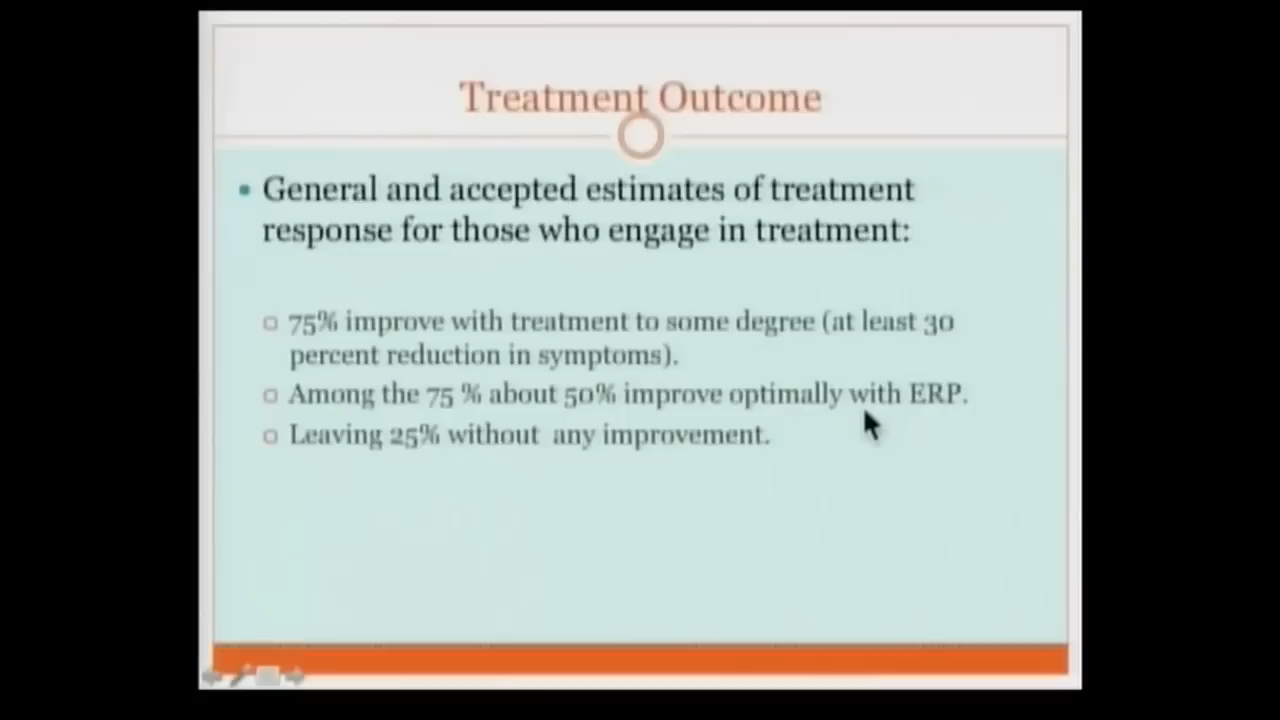 Treatment Outcome
• General and accepted estimates of treatment
response for those who engage in treatment:
75% improve with treatment to some degree (at least 30
percent reduction in symptoms).
Among the 75 % about 50% improve optimally with ERP.
Leaving 25% without  any improvement.